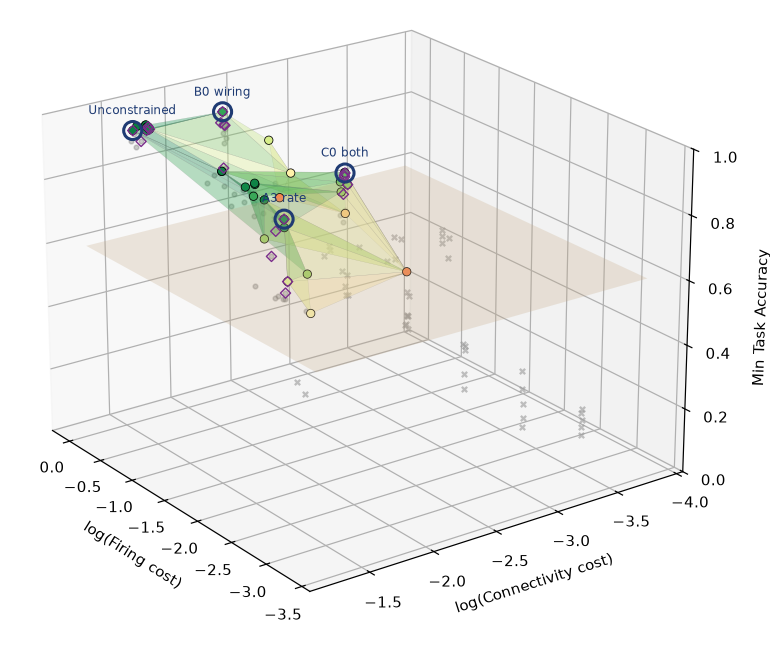 B0 wiring
Unconstrained
C0 both
A3 rate
1.0
0.8
0.6
0.4
0.2
0.0
Min Task Accuracy
0.0
−0.5
−1.0
−1.5
−2.0
−2.5
−3.0
−3.5
log(Firing cost)
−4.0
−3.5
−3.0
−2.5
−2.0
−1.5
log(Connectivity cost)